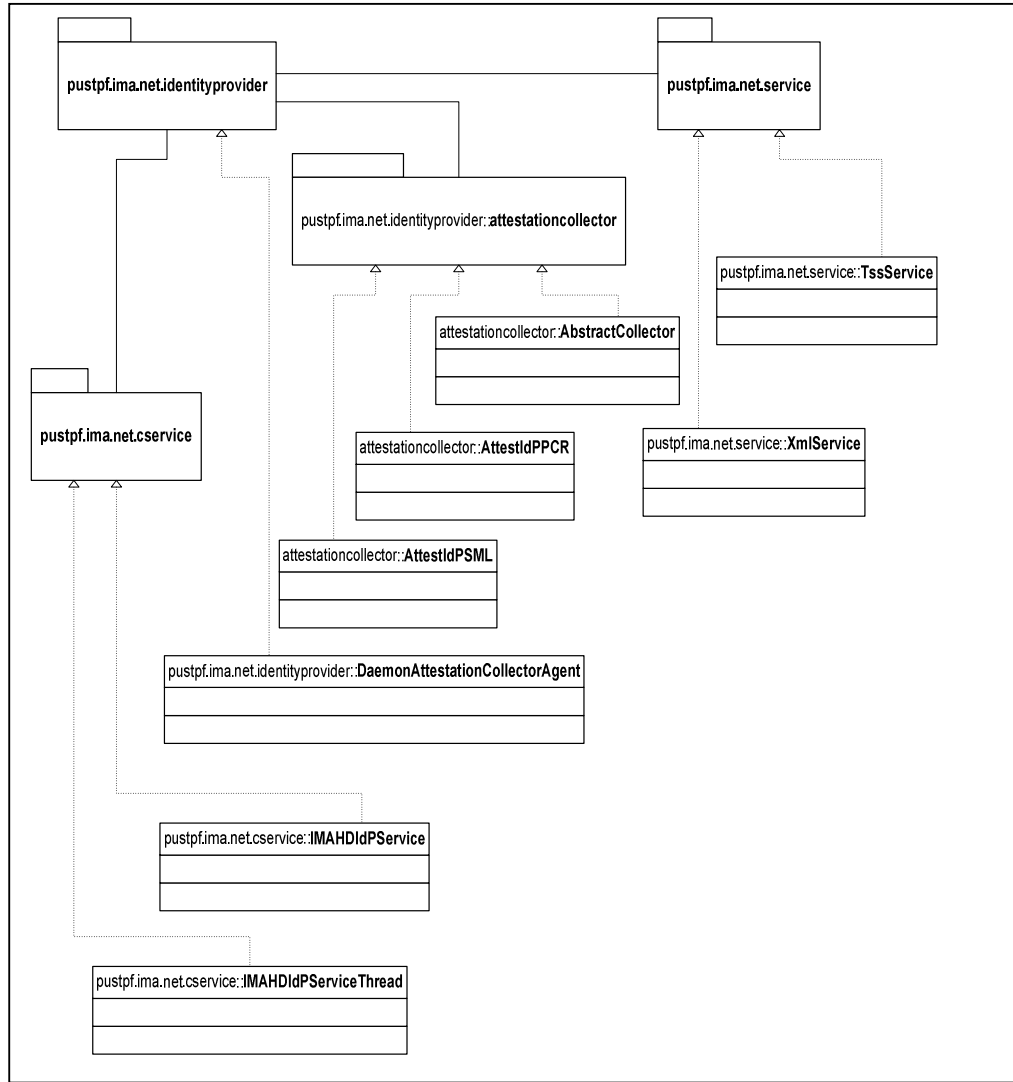 pustpf.ima.net.identityprovider
pustpf.ima.net.service
pustpf.ima.net.identityprovider::attestationcollector
pustpf.ima.net.service::TssService
attestationcollector::AbstractCollector
pustpf.ima.net.cservice
attestationcollector::AttestIdPPCR
pustpf.ima.net.service::XmlService
attestationcollector::AttestIdPSML
pustpf.ima.net.identityprovider::DaemonAttestationCollectorAgent
pustpf.ima.net.cservice::IMAHDIdPService
pustpf.ima.net.cservice::IMAHDIdPServiceThread